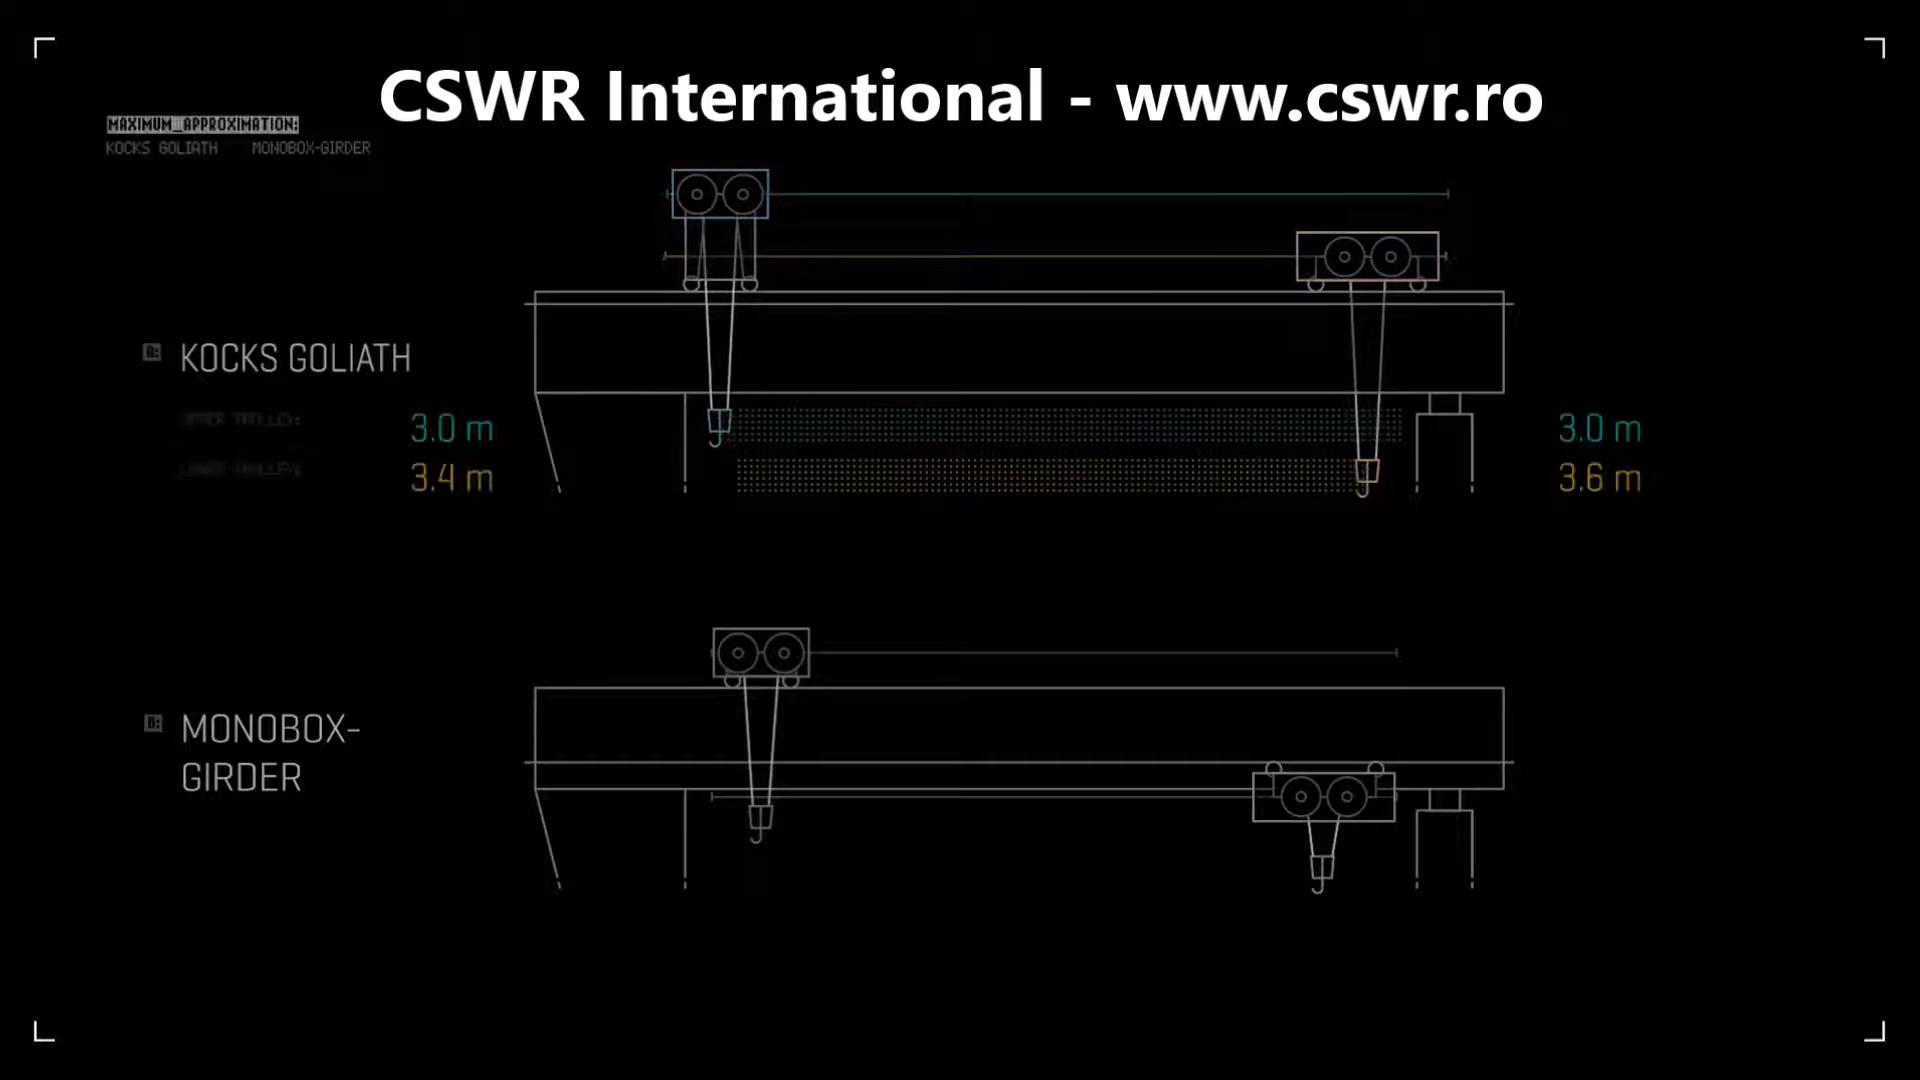 CSWR International - www.cswr.ro
MAXIMUM_APPROXIMATION:
KOCKS GOLIATH MONOBOX-GIRDER
KOCKS GOLIATH
3.0 m 3.0 m
3.4 m 3.6 m
MONOBOX-
GIRDER